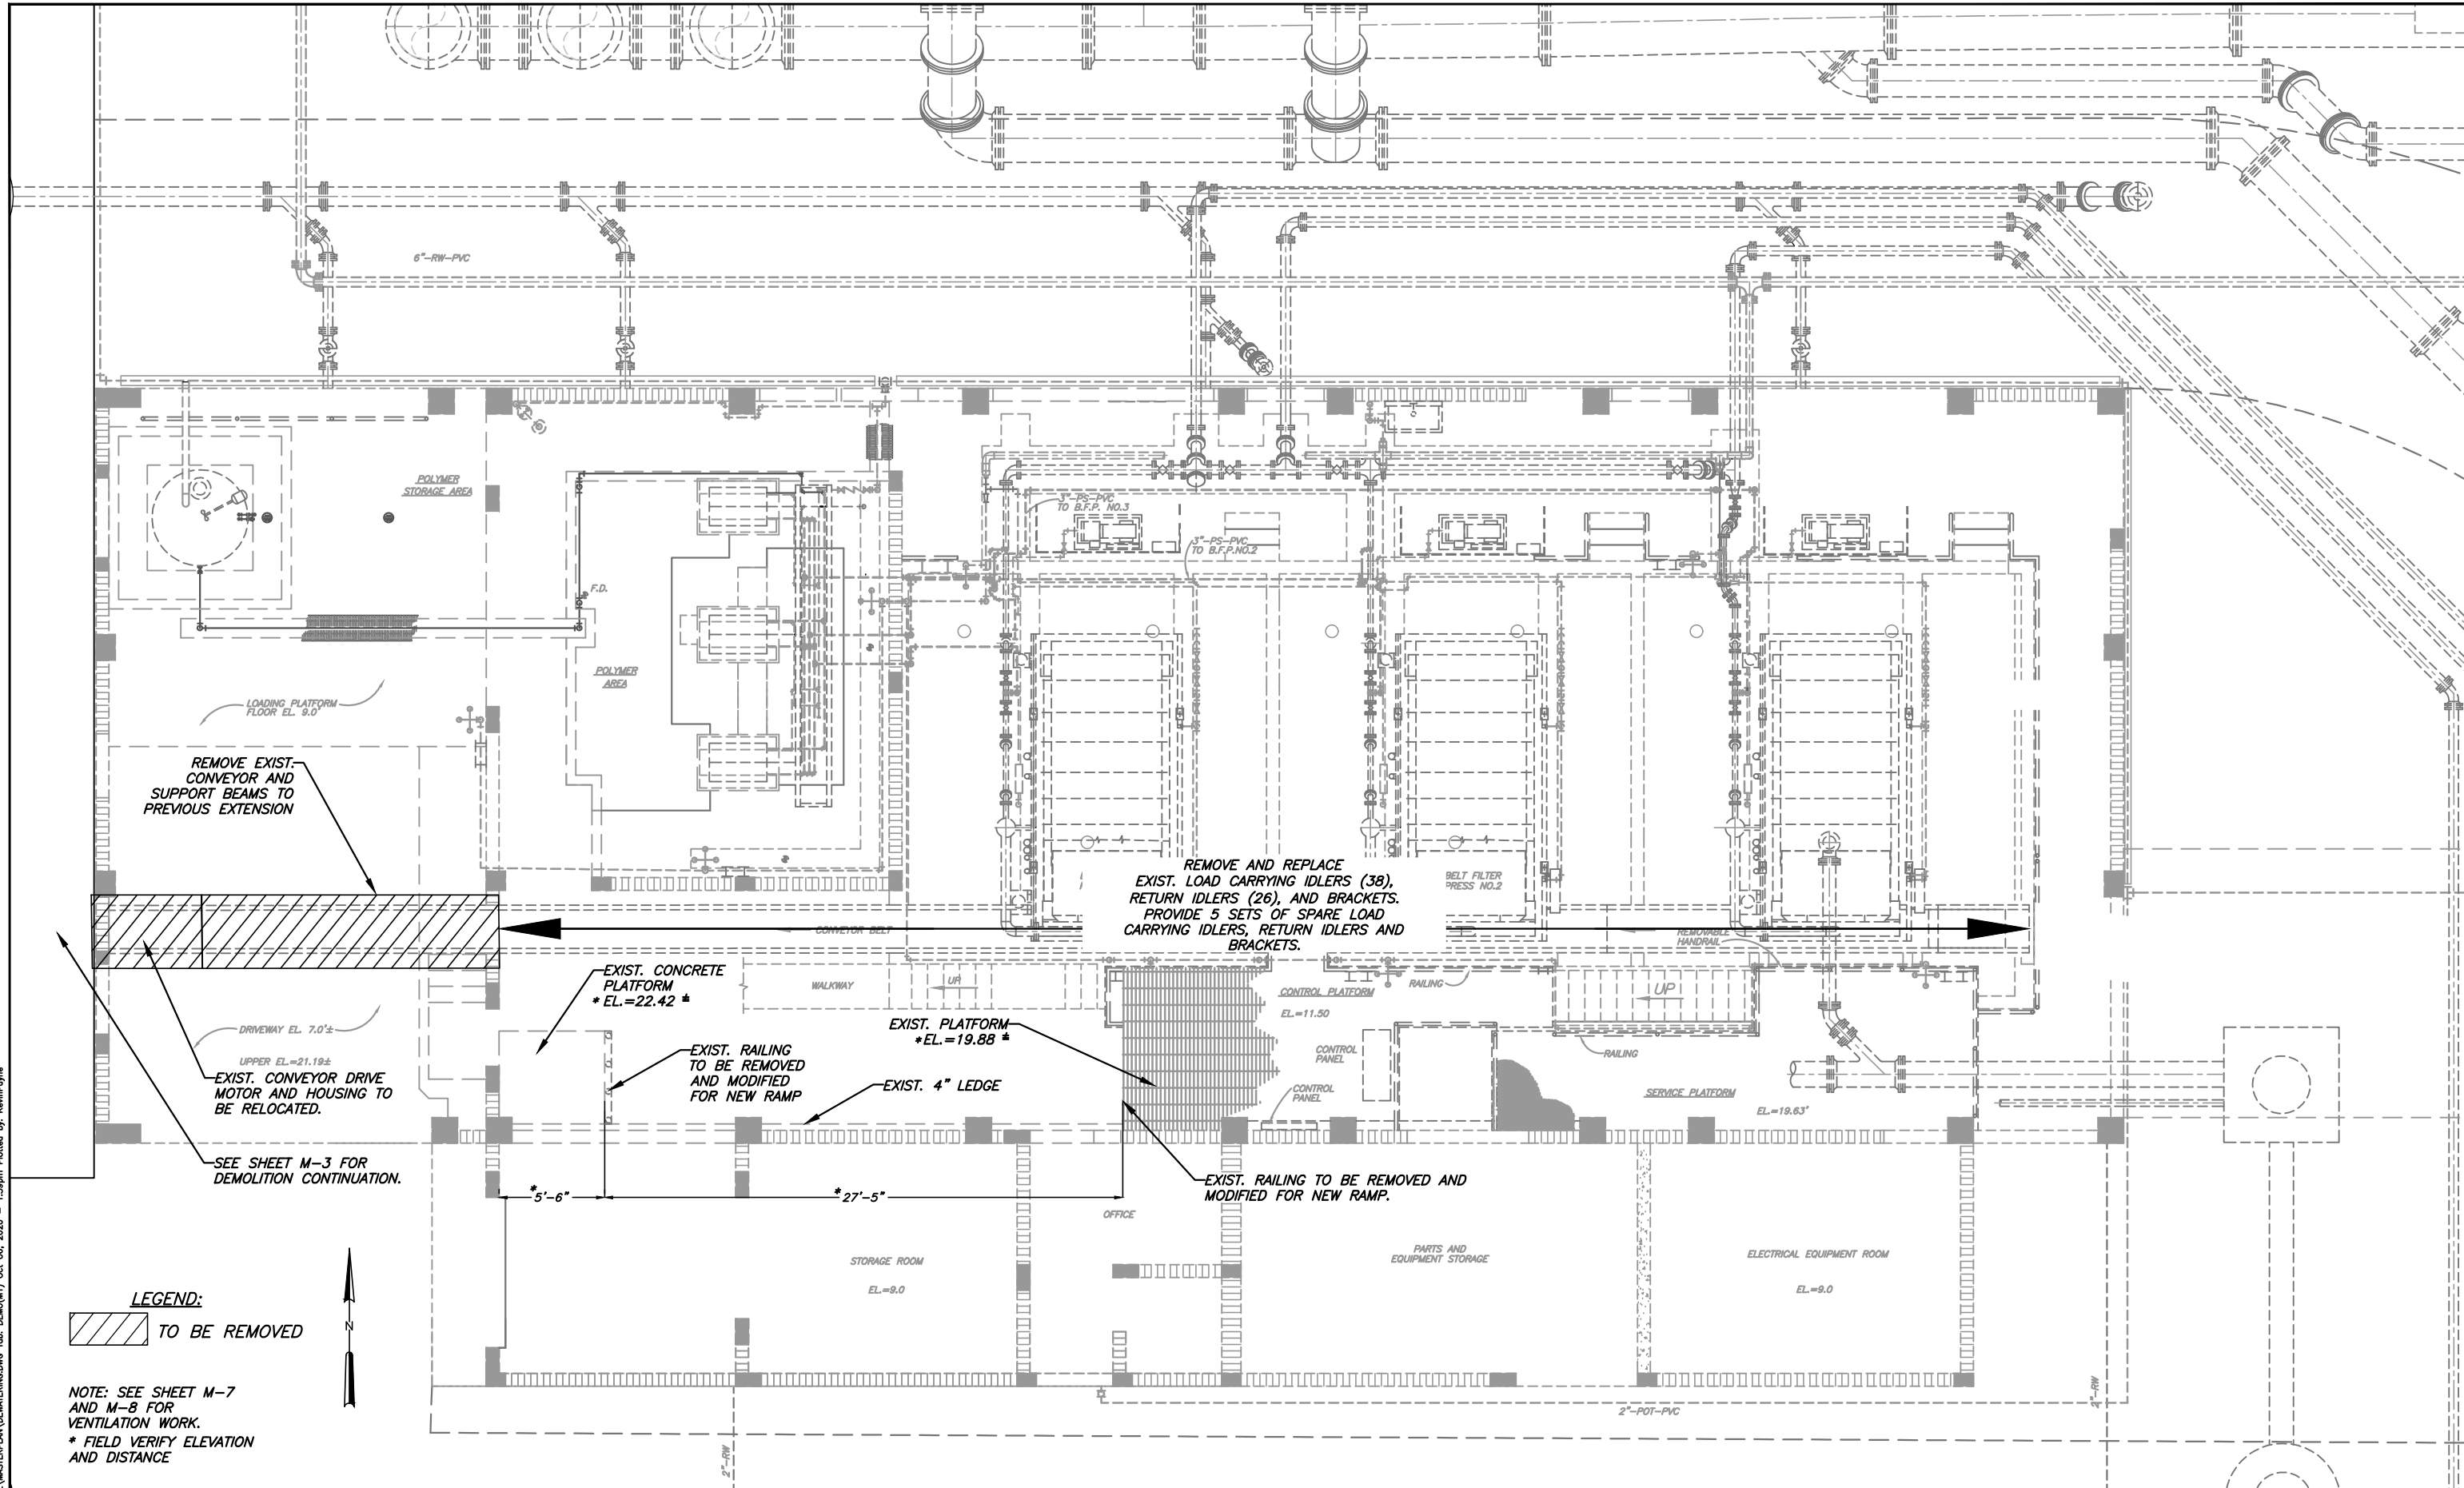 6"-RW-PVC
POLYMER
STORAGE AREA
3"-PS-PVC
TO B.F.P. NO.3
3"-PS-PVC
TO B.F.P.NO.2
F.D.
POLYMER
AREA
LOADING PLATFORM
FLOOR EL. 9.0'
REMOVE EXIST.
CONVEYOR AND
SUPPORT BEAMS TO
PREVIOUS EXTENSION
REMOVE AND REPLACE
EXIST. LOAD CARRYING IDLERS (38),
RETURN IDLERS (26), AND BRACKETS.
PROVIDE 5 SETS OF SPARE LOAD
CARRYING IDLERS, RETURN IDLERS AND
BRACKETS.
BELT FILTER
PRESS NO.2
CONVEYOR BELT
REMOVABLE
HANDRAIL
EXIST. CONCRETE
PLATFORM
* EL.=22.42 ±
WALKWAY
UP
CONTROL PLATFORM
EL.=11.50
RAILING
UP
EXIST. PLATFORM
*EL.=19.88 ±
DRIVEWAY EL. 7.0'±
UPPER EL.=21.19±
EXIST. CONVEYOR DRIVE
MOTOR AND HOUSING TO
BE RELOCATED.
EXIST. RAILING
TO BE REMOVED
AND MODIFIED
FOR NEW RAMP
EXIST. 4" LEDGE
CONTROL
PANEL
CONTROL
PANEL
RAILING
SERVICE PLATFORM
EL.=19.63'
SEE SHEET M-3 FOR
DEMOLITION CONTINUATION.
*5'-6"
*27'-5"
EXIST. RAILING TO BE REMOVED AND
MODIFIED FOR NEW RAMP.
OFFICE
STORAGE ROOM
EL.=9.0
PARTS AND
EQUIPMENT STORAGE
ELECTRICAL EQUIPMENT ROOM
EL.=9.0
LEGEND:
TO BE REMOVED
N
NOTE: SEE SHEET M-7
AND M-8 FOR
VENTILATION WORK.
* FIELD VERIFY ELEVATION
AND DISTANCE
2"-RW
2"-POT-PVC
2"-RW